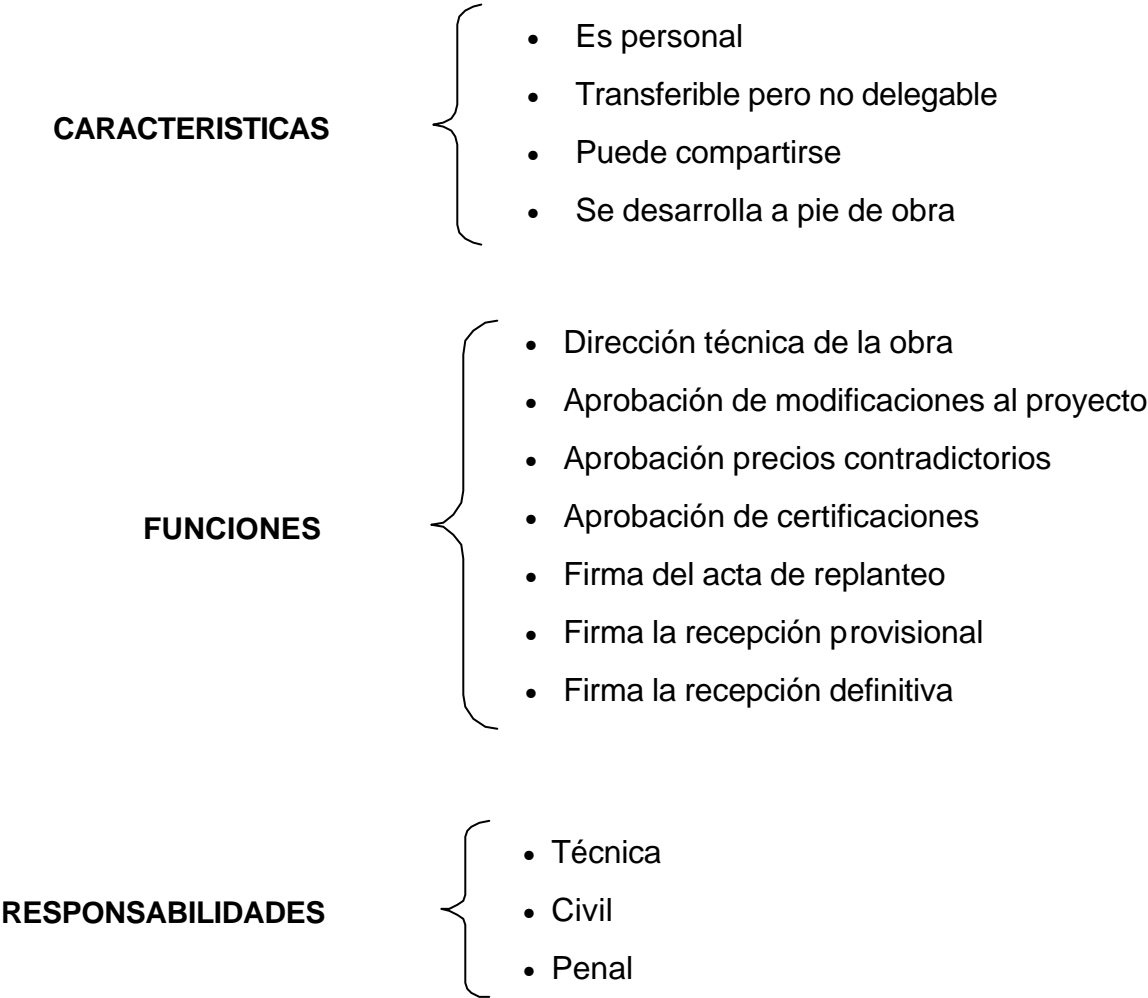 CARACTERISTICAS
• Es personal
• Transferible pero no delegable
• Puede compartirse
• Se desarrolla a pie de obra
FUNCIONES
• Dirección técnica de la obra
• Aprobación de modificaciones al proyecto
• Aprobación precios contradictorios
• Aprobación de certificaciones
• Firma del acta de replanteo
• Firma la recepción provisional
• Firma la recepción definitiva
RESPONSABILIDADES
• Técnica
• Civil
• Penal